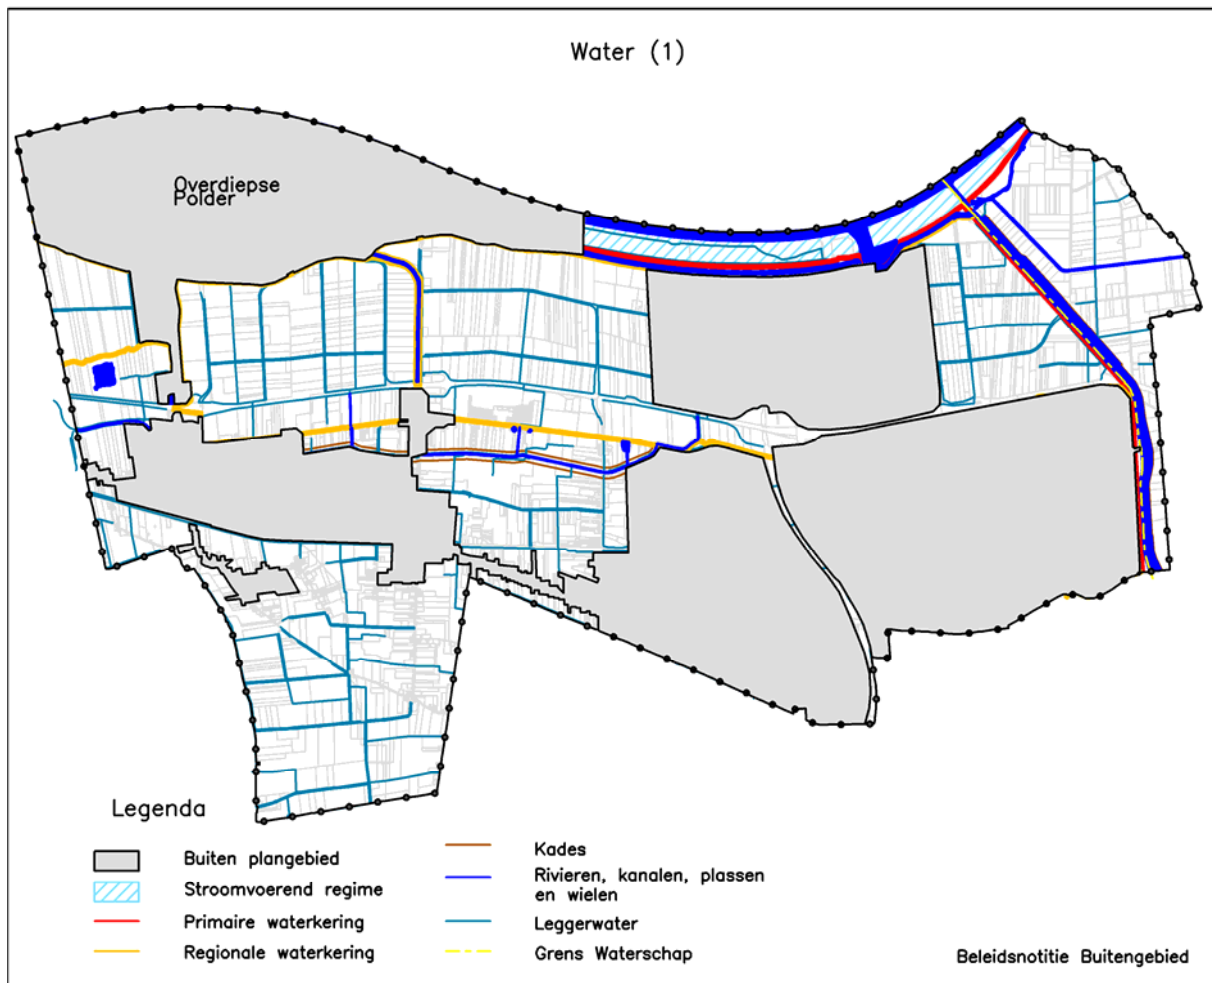 Water (1)
Overdiepse
Polder
Legenda
Buiten plangebied
Stroomvoerend regime
Primaire waterkering
Regionale waterkering
Kades
Rivieren, kanalen, plassen
en wielen
Leggerwater
Grens Waterschap
Beleidsnotitie Buitengebied